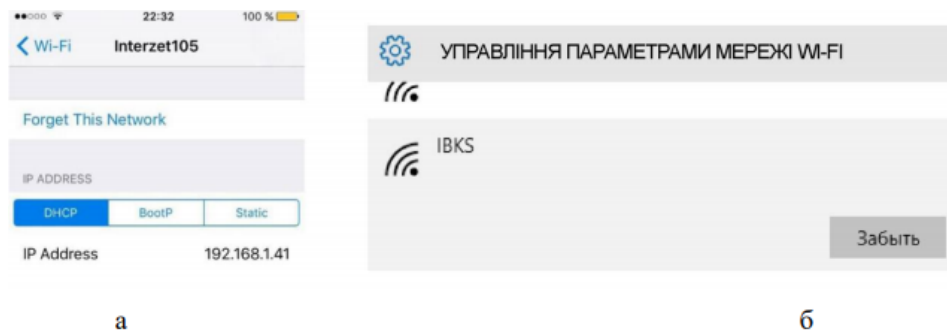 22:32 100 %
Wi-Fi Interzet105
Forget This Network
IP ADDRESS
DHCP BootP Static
IP Address 192.168.1.41
УПРАВЛІННЯ ПАРАМЕТРАМИ МЕРЕЖІ WI-FI
IBKS
Забыть
а б